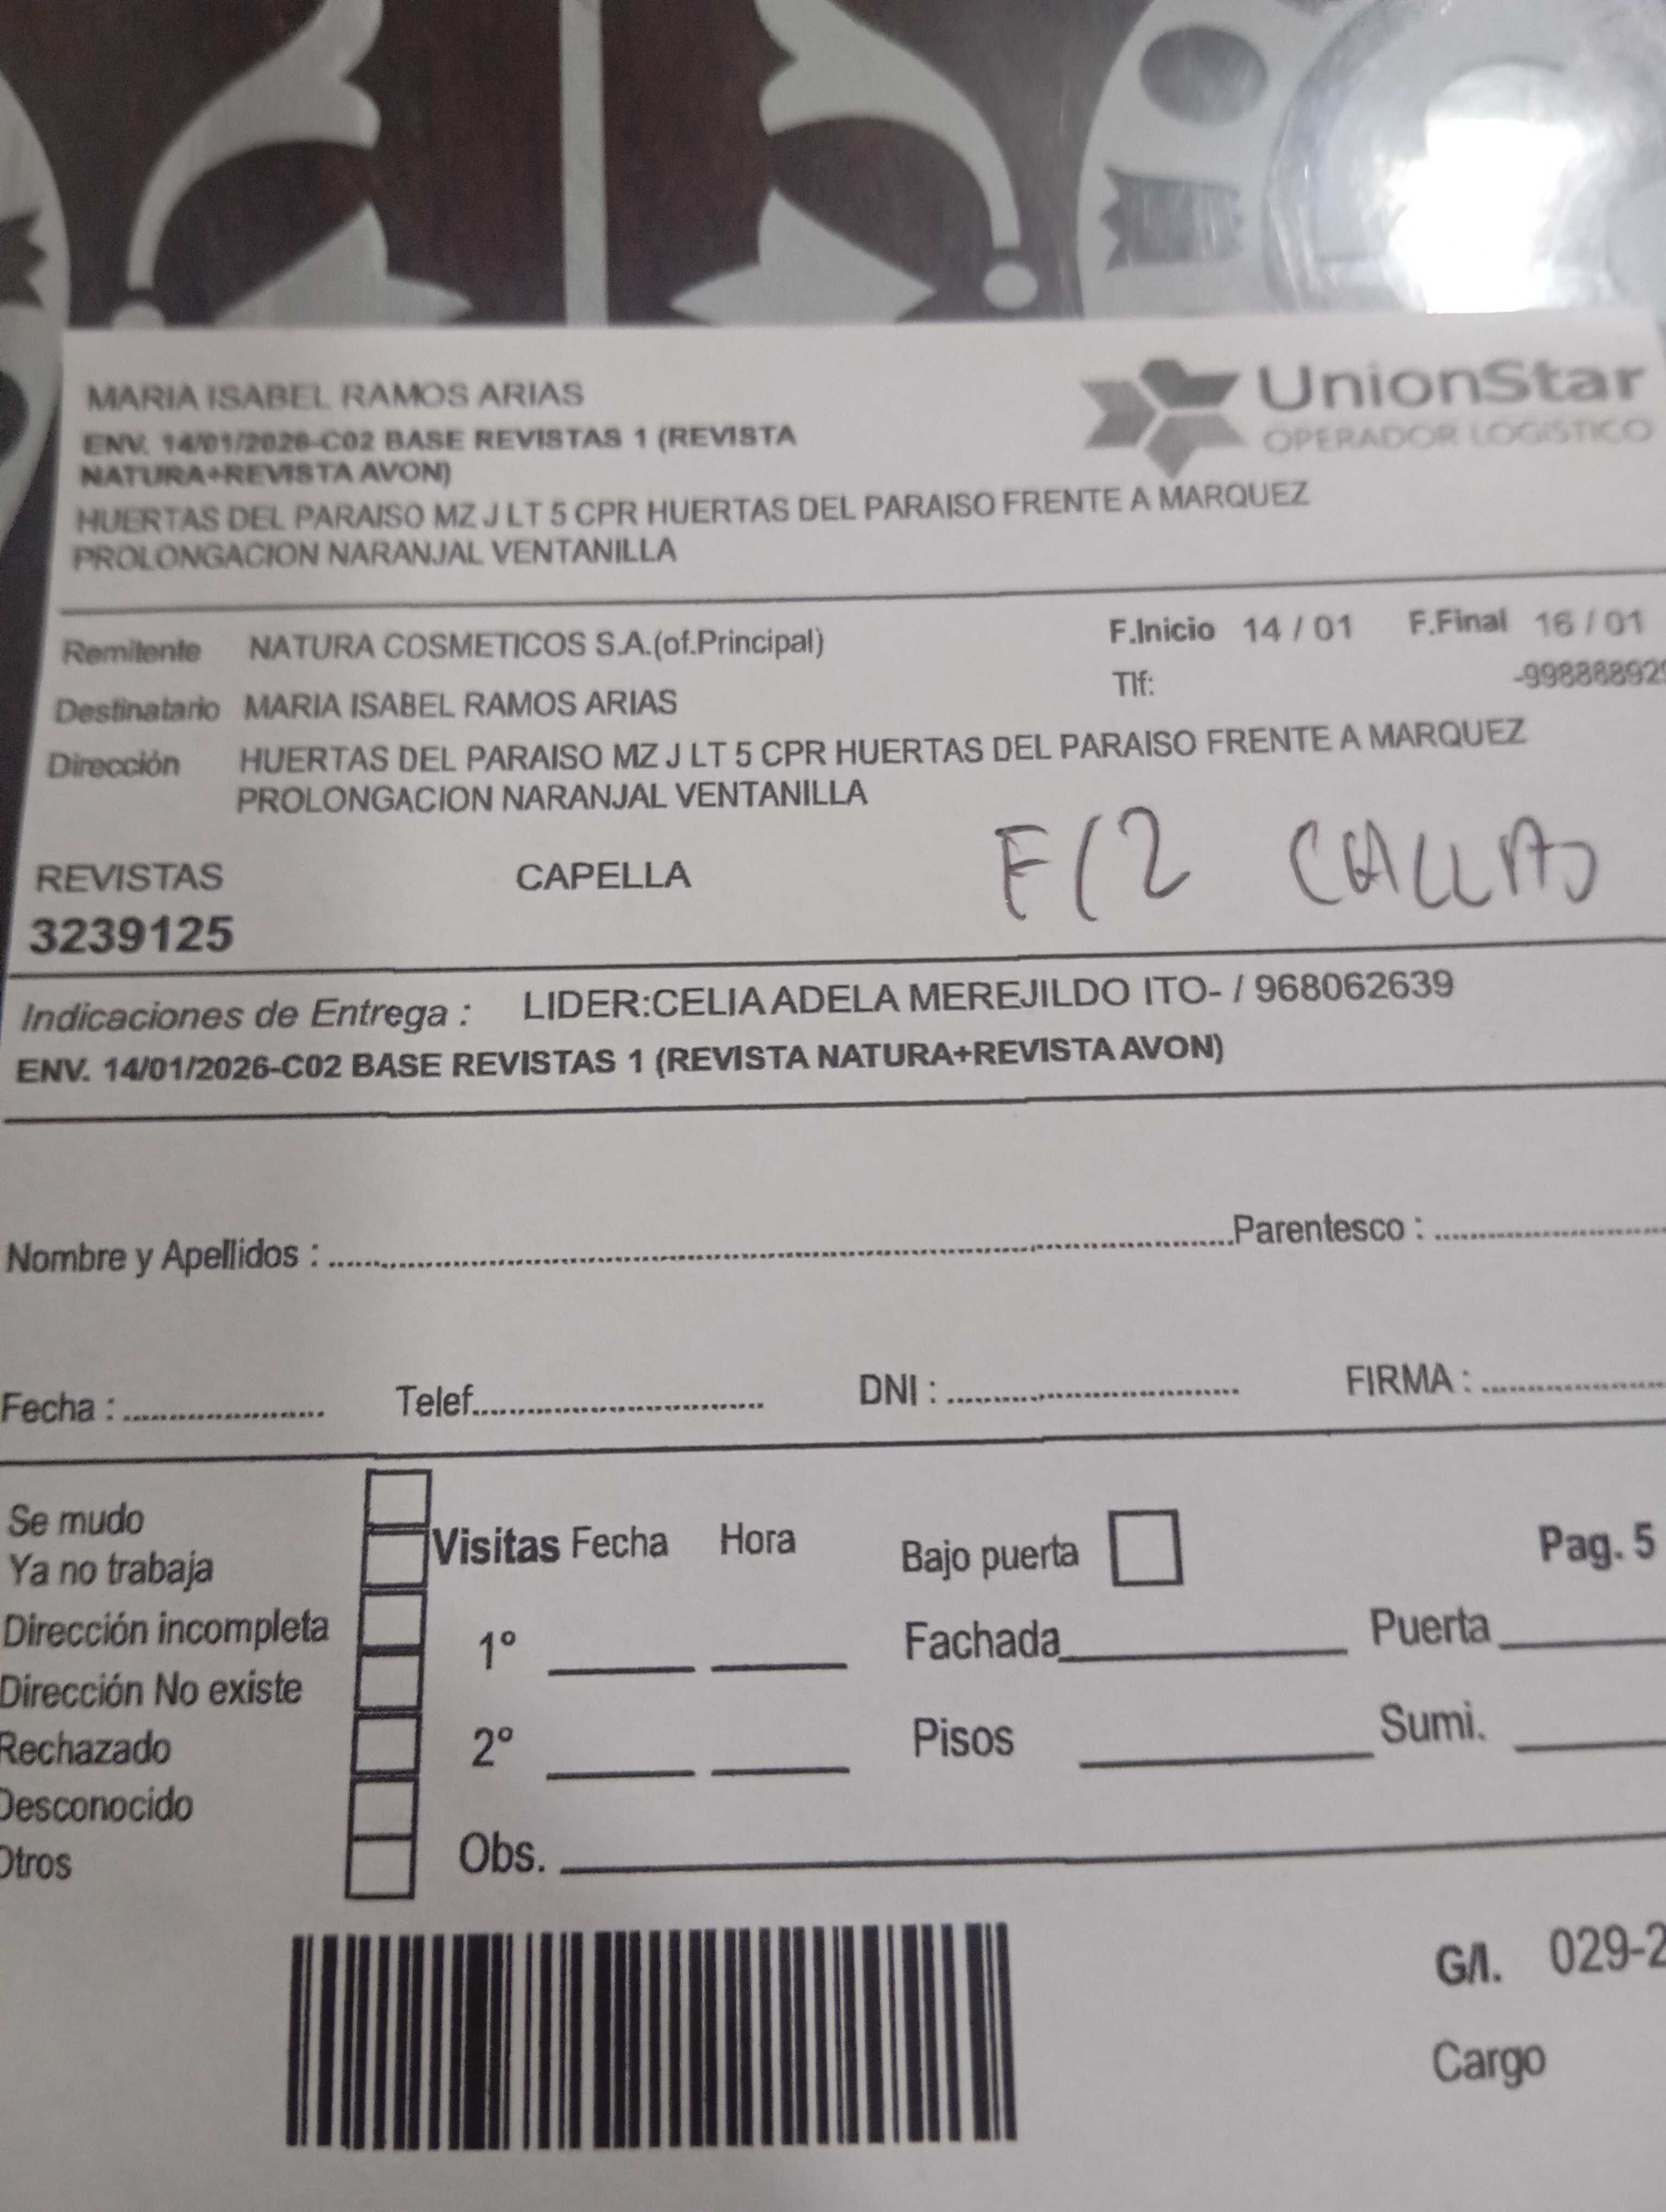 MARIA ISABEL RAMOS ARIAS
ENV. 14/01/2026-C02 BASE REVISTAS 1 (REVISTA
NATURA+REVISTA AVON)
HUERTAS DEL PARAISO MZ J LT 5 CPR HUERTAS DEL PARAISO FRENTE A MARQUEZ
PROLONGACION NARANJAL VENTANILLA
UnionStar
OPERADOR LOGISTICO
Remitente NATURA COSMETICOS S.A.(of.Principal)
F.Inicio 14 / 01 F.Final 16 / 01
Destinatario MARIA ISABEL RAMOS ARIAS
Tlf: -998888929
Dirección HUERTAS DEL PARAISO MZ J LT 5 CPR HUERTAS DEL PARAISO FRENTE A MARQUEZ
PROLONGACION NARANJAL VENTANILLA
REVISTAS CAPELLA
3239125
Indicaciones de Entrega : LIDER:CELIA ADELA MEREJILDO ITO- / 968062639
ENV. 14/01/2026-C02 BASE REVISTAS 1 (REVISTA NATURA+REVISTA AVON)
Nombre y Apellidos : Parentesco :
Fecha : Telef. DNI : FIRMA :
Se mudo
Ya no trabaja
Dirección incompleta
Dirección No existe
Rechazado
Desconocido
Otros
Visitas Fecha Hora
1º
2º
Obs.
Bajo puerta
Pag. 5
Fachada Puerta
Pisos Sumi.
G/I. 029-2
Cargo